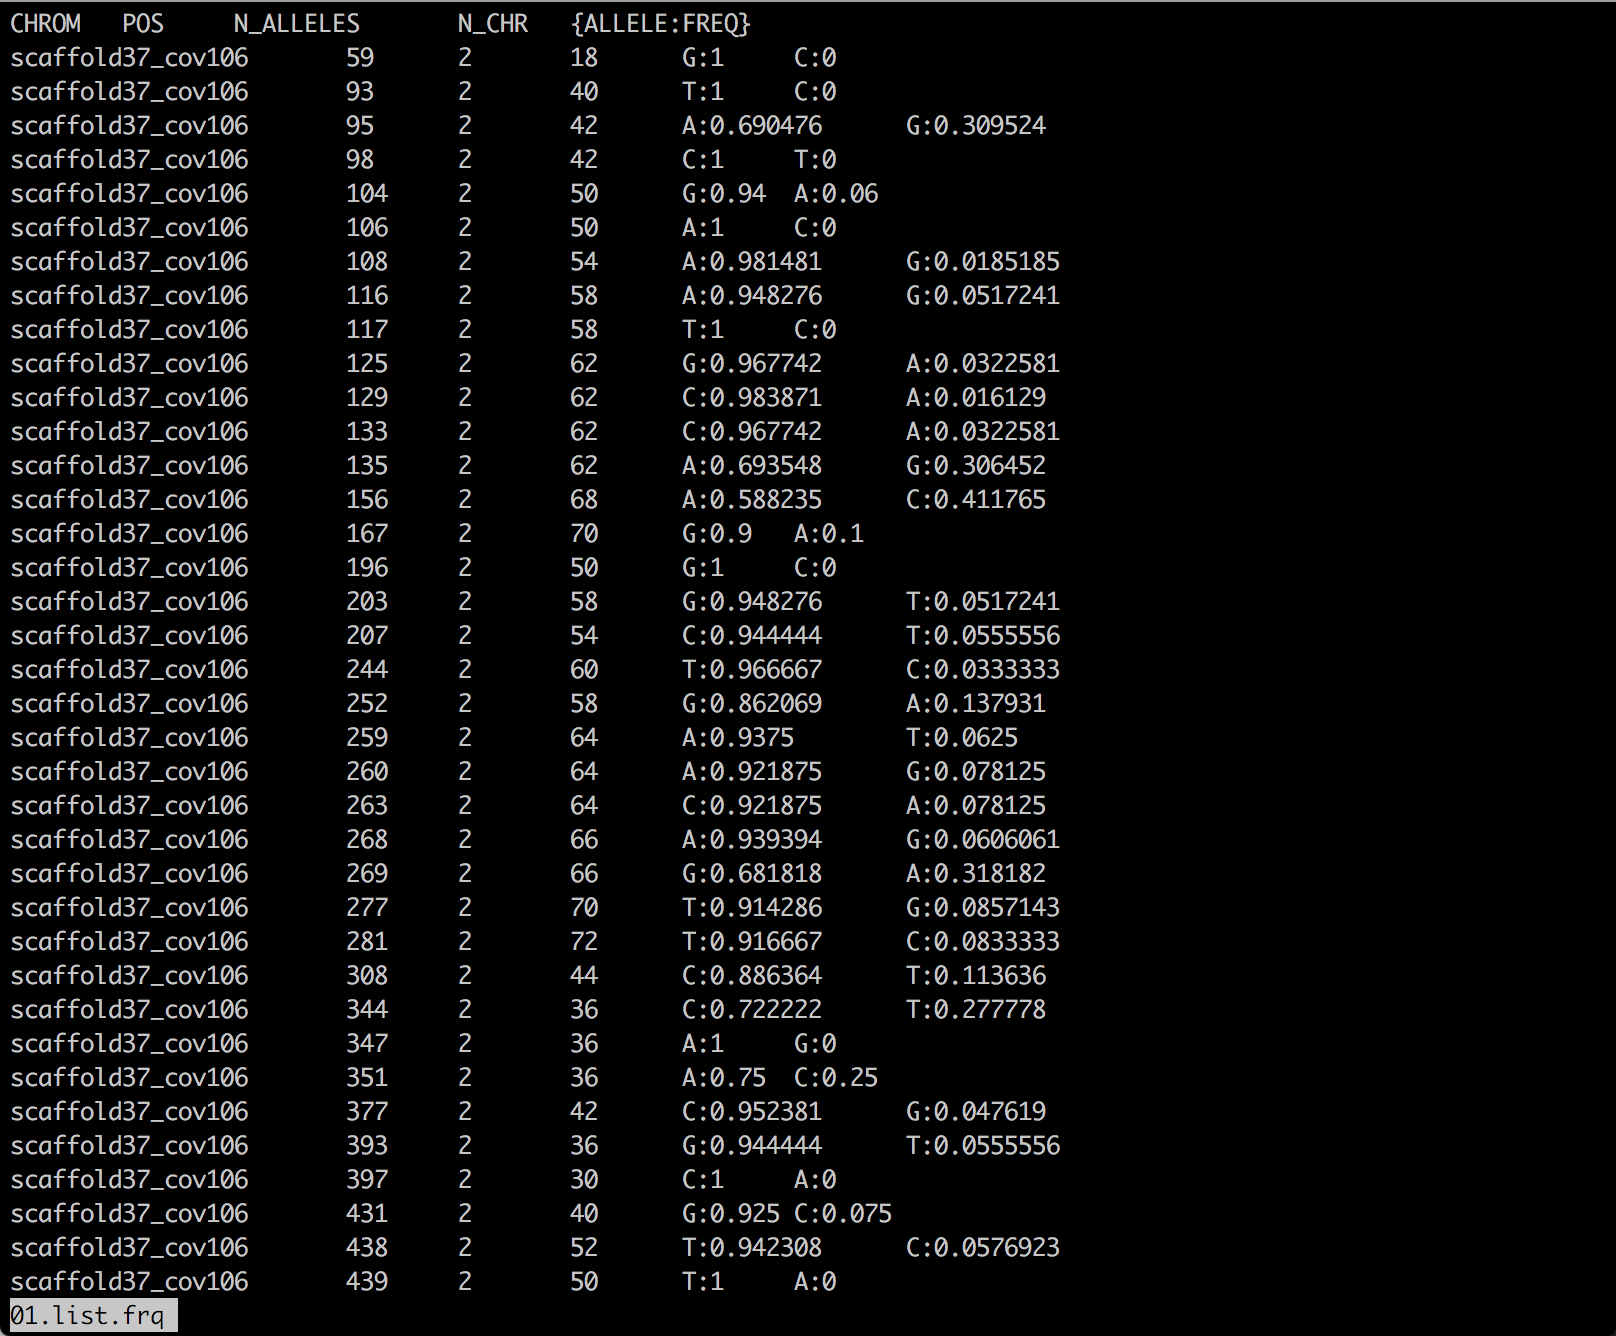 CHROM POS N_ALLELES N_CHR {ALLELE:FREQ}
scaffold37_cov106 59 2 18 G:1 C:0
scaffold37_cov106 93 2 40 T:1 C:0
scaffold37_cov106 95 2 42 A:0.690476 G:0.309524
scaffold37_cov106 98 2 42 C:1 T:0
scaffold37_cov106 104 2 50 G:0.94 A:0.06
scaffold37_cov106 106 2 50 A:1 C:0
scaffold37_cov106 108 2 54 A:0.981481 G:0.0185185
scaffold37_cov106 116 2 58 A:0.948276 G:0.0517241
scaffold37_cov106 117 2 58 T:1 C:0
scaffold37_cov106 125 2 62 G:0.967742 A:0.0322581
scaffold37_cov106 129 2 62 C:0.983871 A:0.016129
scaffold37_cov106 133 2 62 C:0.967742 A:0.0322581
scaffold37_cov106 135 2 62 A:0.693548 G:0.306452
scaffold37_cov106 156 2 68 A:0.588235 C:0.411765
scaffold37_cov106 167 2 70 G:0.9 A:0.1
scaffold37_cov106 196 2 50 G:1 C:0
scaffold37_cov106 203 2 58 G:0.948276 T:0.0517241
scaffold37_cov106 207 2 54 C:0.944444 T:0.0555556
scaffold37_cov106 244 2 60 T:0.966667 C:0.0333333
scaffold37_cov106 252 2 58 G:0.862069 A:0.137931
scaffold37_cov106 259 2 64 A:0.9375 T:0.0625
scaffold37_cov106 260 2 64 A:0.921875 G:0.078125
scaffold37_cov106 263 2 64 C:0.921875 A:0.078125
scaffold37_cov106 268 2 66 A:0.939394 G:0.0606061
scaffold37_cov106 269 2 66 G:0.681818 A:0.318182
scaffold37_cov106 277 2 70 T:0.914286 G:0.0857143
scaffold37_cov106 281 2 72 T:0.916667 C:0.0833333
scaffold37_cov106 308 2 44 C:0.886364 T:0.113636
scaffold37_cov106 344 2 36 C:0.722222 T:0.277778
scaffold37_cov106 347 2 36 A:1 G:0
scaffold37_cov106 351 2 36 A:0.75 C:0.25
scaffold37_cov106 377 2 42 C:0.952381 G:0.047619
scaffold37_cov106 393 2 36 G:0.944444 T:0.0555556
scaffold37_cov106 397 2 30 C:1 A:0
scaffold37_cov106 431 2 40 G:0.925 C:0.075
scaffold37_cov106 438 2 52 T:0.942308 C:0.0576923
scaffold37_cov106 439 2 50 T:1 A:0
01.list.frq